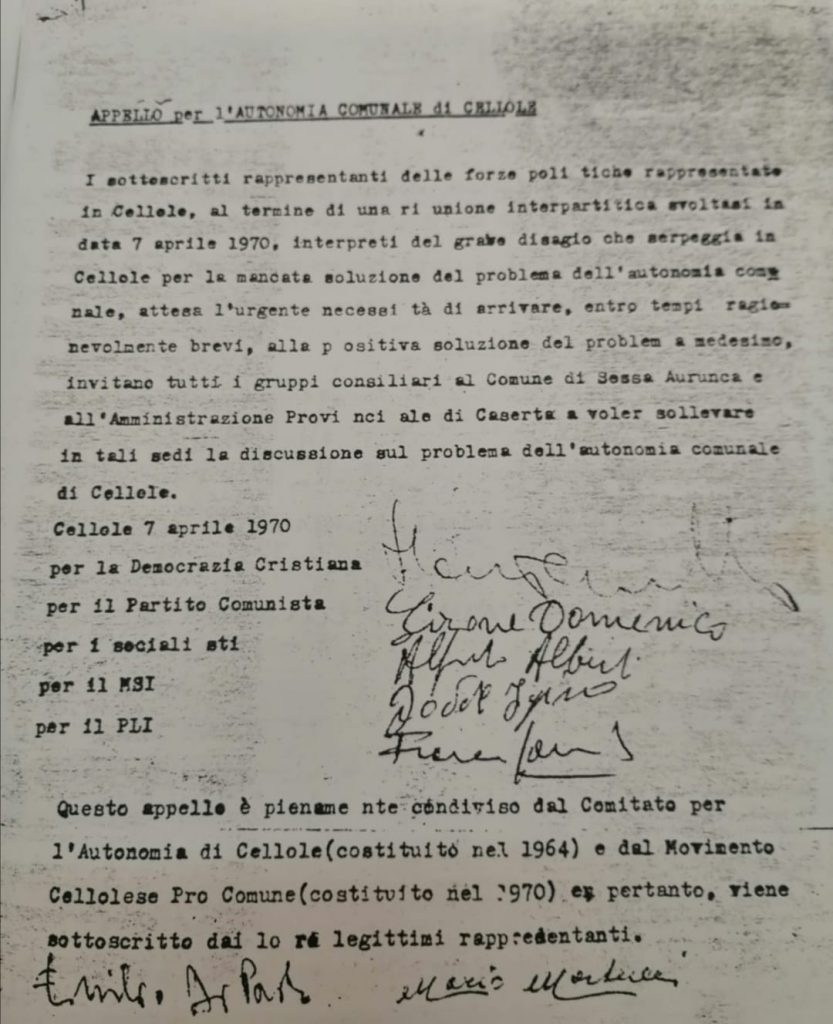 APPELLO per l'AUTONOMIA COMUNALE di CELLOLE
I sottoscritti rappresentanti delle forze poli tiche rappresentate
in Cellole, al termine di una ri unione interpartitica svoltasi in
data 7 aprile 1970, interpreti del grave disagio che serpeggia in
Cellole per la mancata soluzione del problema dell'autonomia comu
nale, attesa l'urgente necessi tà di arrivare, entro tempi ragio=
nevolmente brevi, alla p ositiva soluzione del problem a medesimo,
invitano tutti i gruppi consiliari al Comune di Sessa Aurunca e
all'Amministrazione Provi nci ale di Caserta a voler sollevare
in tali sedi la discussione sul problema dell'autonomia comunale
di Cellole.
Cellole 7 aprile 1970
per la Democrazia Cristiana
per il Partito Comunista Girone Domenico
per i sociali sti
per il MSI
per il PLI
Questo appello è piename nte condiviso dal Comitato per
l'Autonomia di Cellole(costituito nel 1964) e dal Movimento
Cellolese Pro Comune(costituito nel 1970) e, pertanto, viene
sottoscritto dai lo ro legittimi rappresentanti.
Mario Martucci